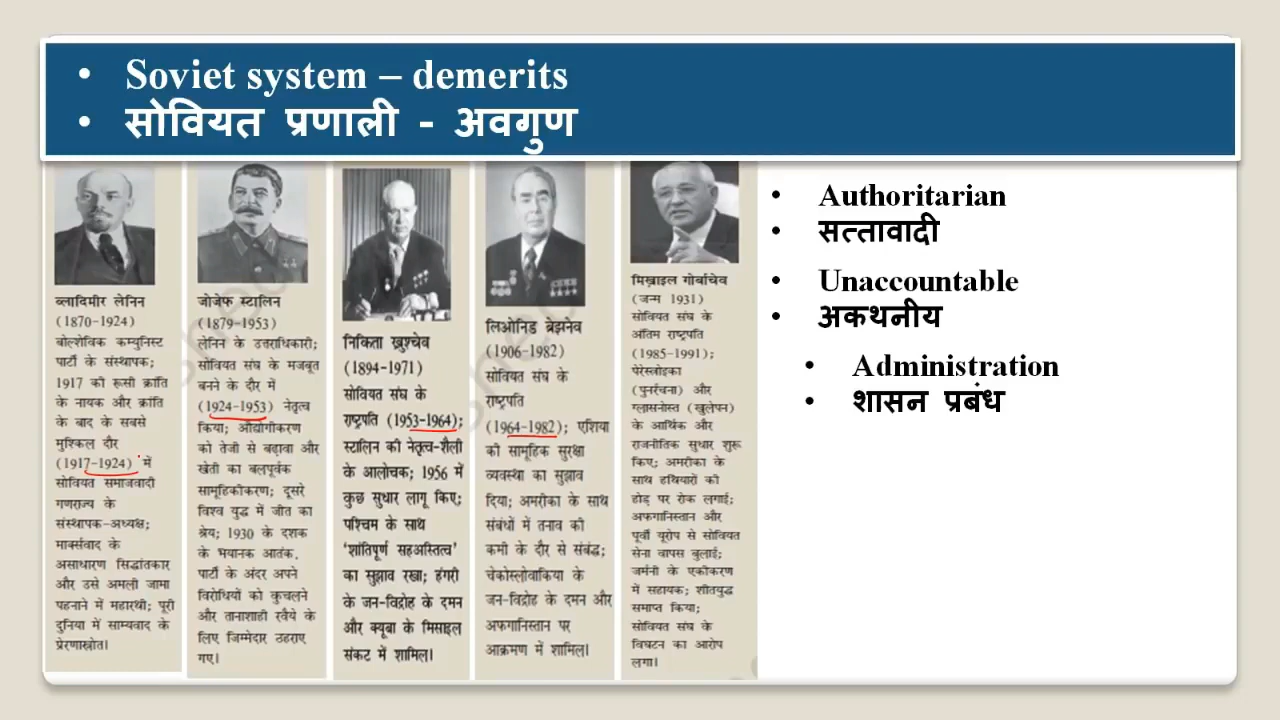 • Soviet system – demerits
• सोवियत प्रणाली - अवगुण
ब्लादिमीर लेनिन
(1870-1924)
बोल्शेविक कम्युनिस्ट
पार्टी के संस्थापक;
1917 की रूसी क्रांति
के नायक और क्रांति
के बाद के सबसे
मुश्किल दौर
(1917-1924) में
सोवियत समाजवादी
गणराज्य के
संस्थापक-अध्यक्ष;
मार्क्सवाद के
असाधारण सिद्धांतकार
और उसे अमली जामा
पहनाने में महारथी; पूरी
दुनिया में साम्यवाद के
प्रेरणास्रोत।
जोजेफ स्टालिन
(1879-1953)
लेनिन के उत्तराधिकारी;
सोवियत संघ के मजबूत
बनने के दौर में
(1924-1953) नेतृत्व
किया; औद्योगीकरण
को तेजी से बढ़ावा और
खेती का बलपूर्वक
सामूहिकीकरण; दूसरे
विश्व युद्ध में जीत का
श्रेय; 1930 के दशक
के भयानक आतंक,
पार्टी के अंदर अपने
विरोधियों को कुचलने
और तानाशाही रवैये के
लिए जिम्मेदार ठहराए
गए।
निकिता ख्रुश्चेव
(1894-1971)
सोवियत संघ के
राष्ट्रपति (1953-1964);
स्टालिन की नेतृत्व-शैली
के आलोचक; 1956 में
कुछ सुधार लागू किए;
पश्चिम के साथ
'शांतिपूर्ण सहअस्तित्व'
का सुझाव रखा; हंगरी
के जन-विद्रोह के दमन
और क्यूबा के मिसाइल
संकट में शामिल।
लिओनिड ब्रेझनेव
(1906-1982)
सोवियत संघ के
राष्ट्रपति
(1964-1982); एशिया
की सामूहिक सुरक्षा
व्यवस्था का सुझाव
दिया; अमरीका के साथ
संबंधों में तनाव की
कमी के दौर से संबद्ध;
चेकोस्लोवाकिया के
जन-विद्रोह के दमन और
अफगानिस्तान पर
आक्रमण में शामिल।
मिखाइल गोर्बाचेव
(जन्म 1931)
सोवियत संघ के
अंतिम राष्ट्रपति
(1985-1991);
पेरेस्त्रोइका
(पुनर्रचना) और
ग्लासनोस्त (खुलेपन)
के आर्थिक और
राजनीतिक सुधार शुरू
किए; अमरीका के
साथ हथियारों की
होड़ पर रोक लगाई;
अफगानिस्तान और
पूर्वी यूरोप से सोवियत
सेना वापस बुलाई;
जर्मनी के एकीकरण
में सहायक; शीतयुद्ध
समाप्त किया;
सोवियत संघ के
विघटन का आरोप
लगा।
• Authoritarian
• सत्तावादी
• Unaccountable
• अकथनीय
• Administration
• शासन प्रबंध